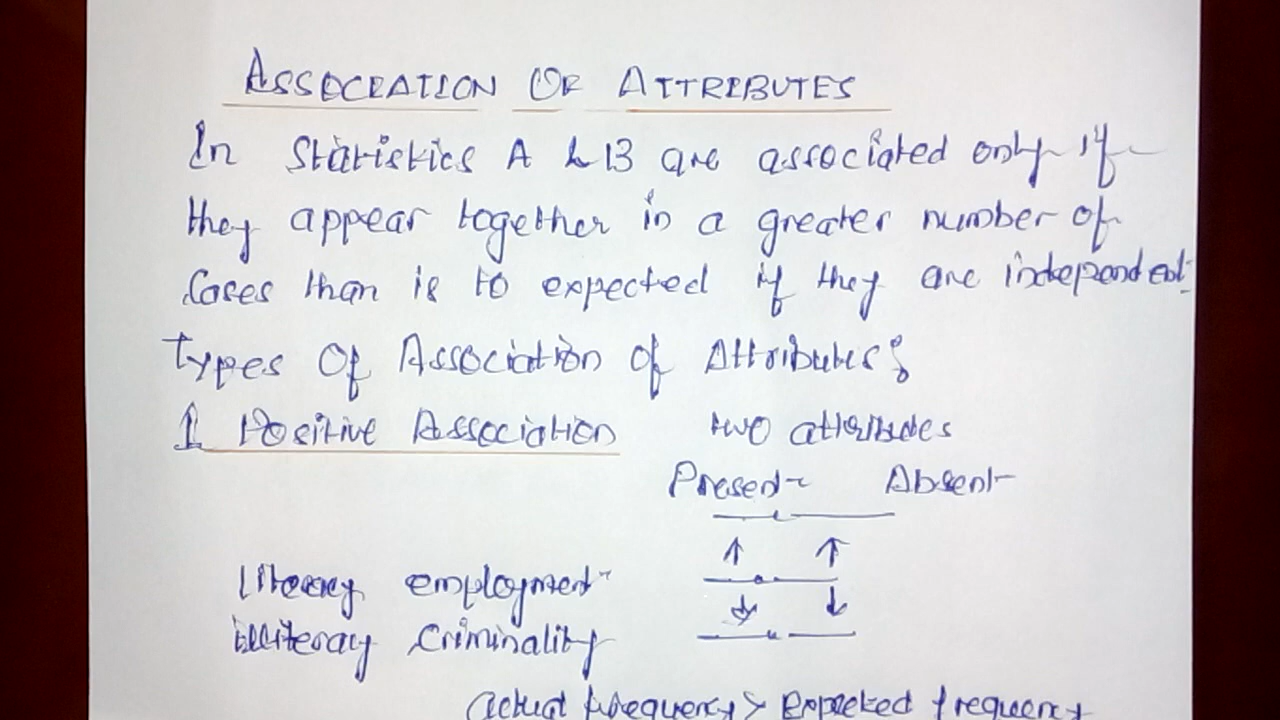 ASSOCIATION OF ATTRIBUTES
In Statistics A & B are associated only if
they appear together in a greater number of
Cases than is to expected if they are independent.
Types Of Association of Attributes:
1 Positive Association two attributes
Present Absent
↑ ↑
Literacy employment
↓ ↓
illiteracy Criminality
Actual frequency > Expected frequency